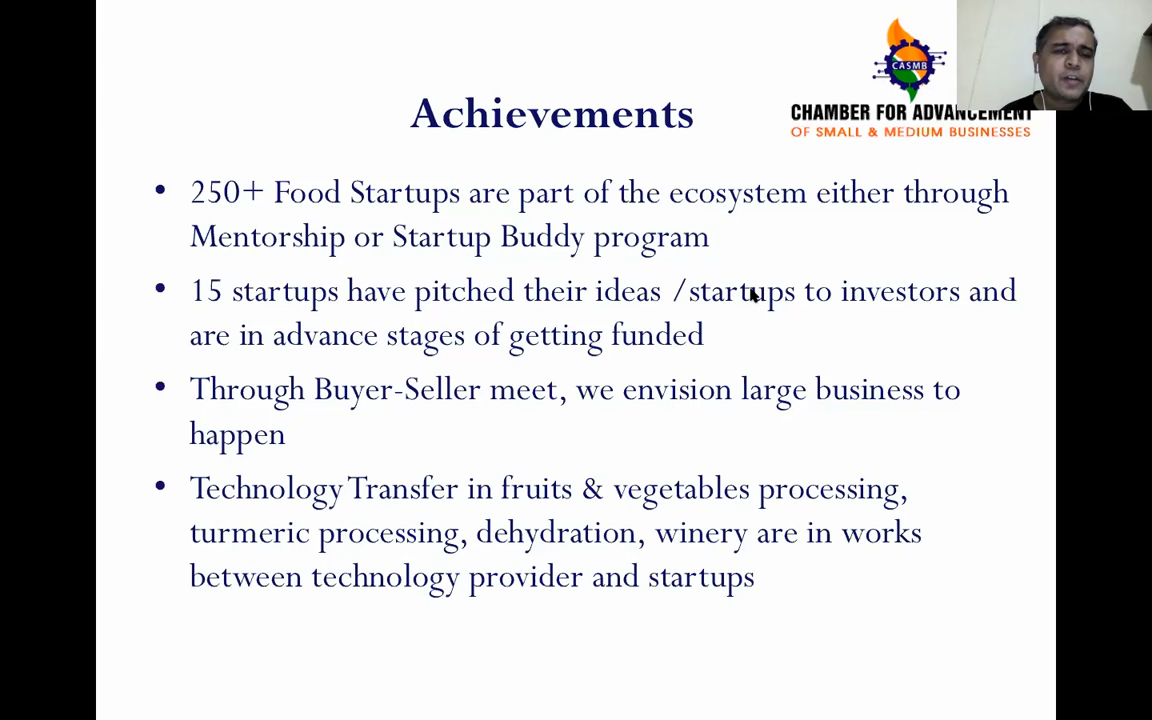 CASMB
CHAMBER FOR ADVANCEMENT
OF SMALL & MEDIUM BUSINESSES
Achievements
• 250+ Food Startups are part of the ecosystem either through
Mentorship or Startup Buddy program
• 15 startups have pitched their ideas /startups to investors and
are in advance stages of getting funded
• Through Buyer-Seller meet, we envision large business to
happen
• Technology Transfer in fruits & vegetables processing,
turmeric processing, dehydration, winery are in works
between technology provider and startups